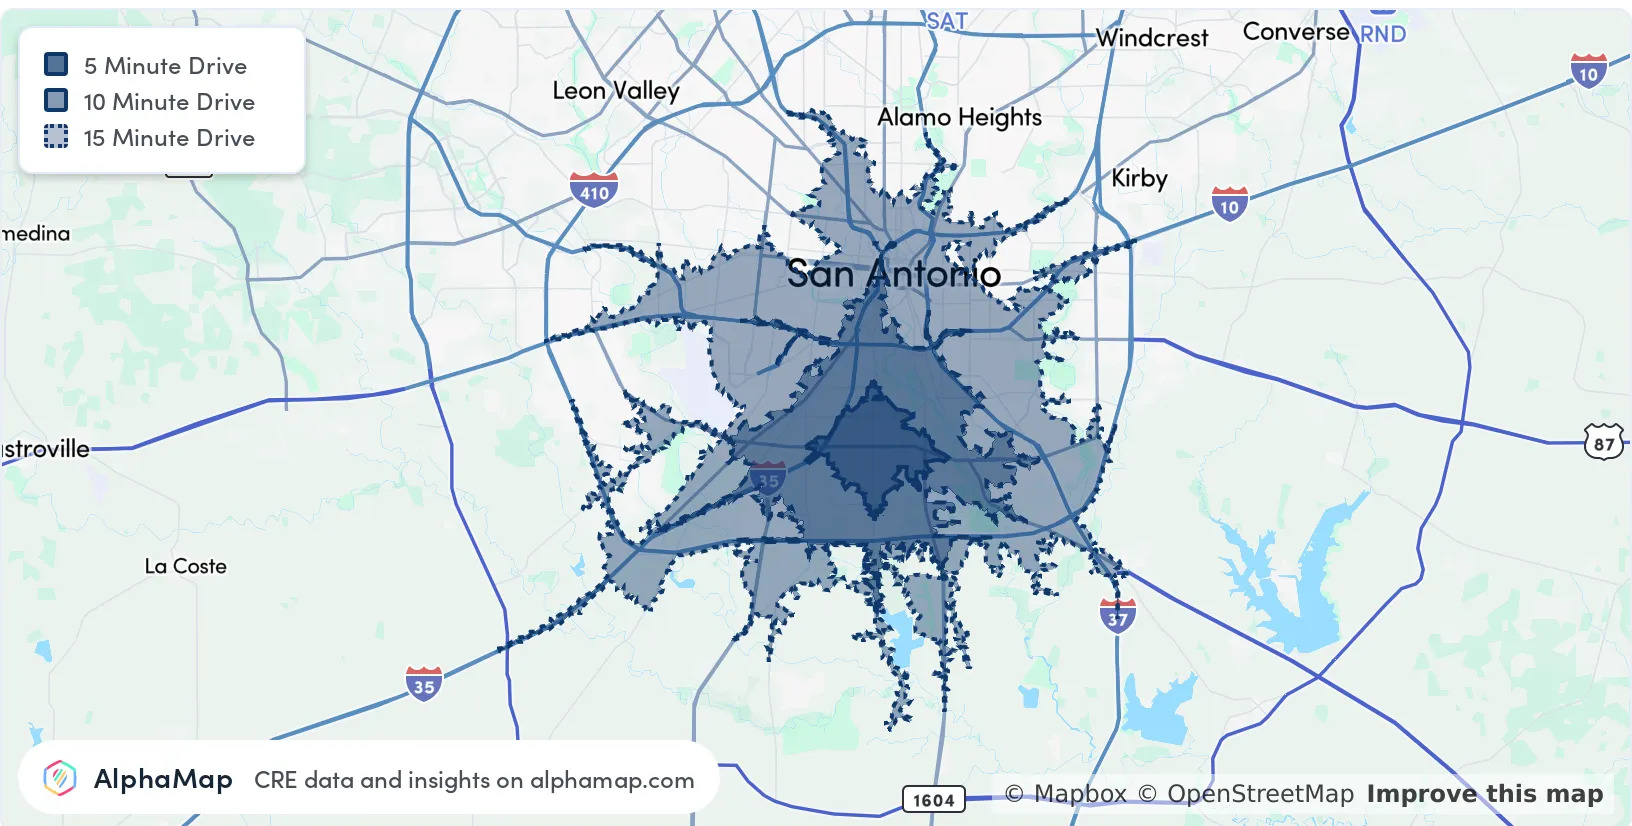 5 Minute Drive
10 Minute Drive
15 Minute Drive
SAT
Windcrest
Converse
RND
10
Leon Valley
Alamo Heights
Kirby
410
10
medina
San Antonio
87
stroville
35
La Coste
37
35
AlphaMap CRE data and insights on alphamap.com
1604
© Mapbox © OpenStreetMap Improve this map